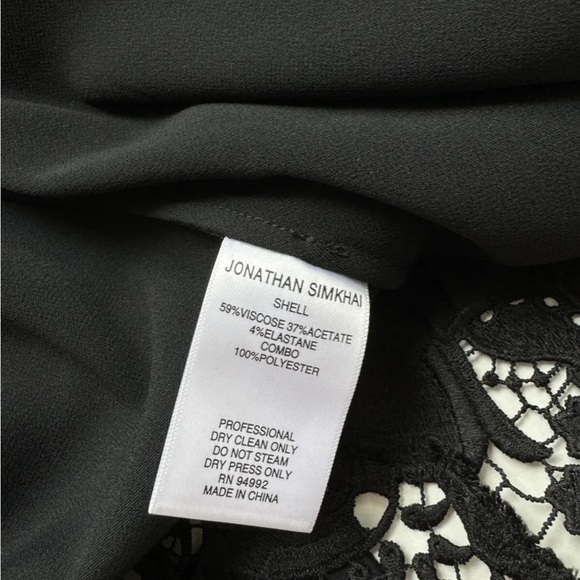 JONATHAN SIMKHAI
SHELL
59%VISCOSE 37%ACETATE
4%ELASTANE
COMBO
100%POLYESTER
PROFESSIONAL
DRY CLEAN ONLY
DO NOT STEAM
DRY PRESS ONLY
RN 94992
MADE IN CHINA